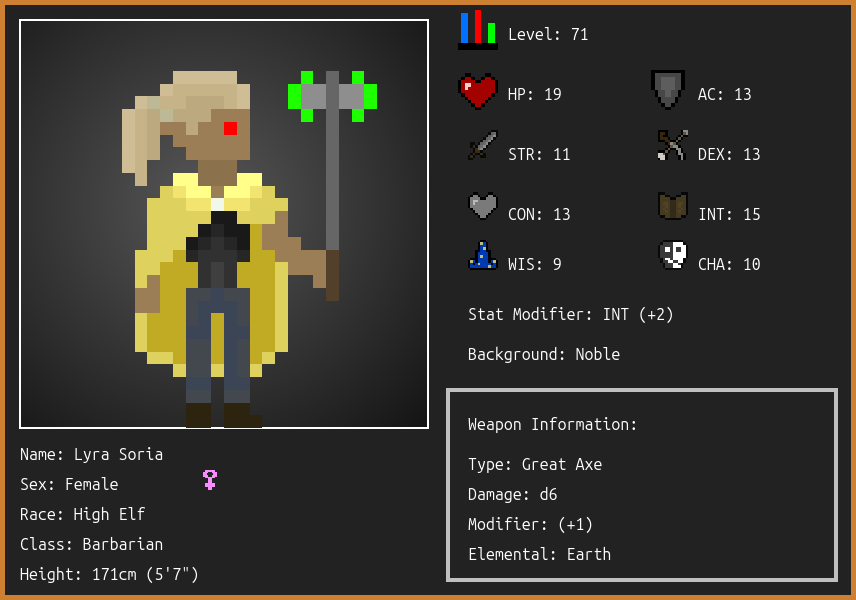 Level: 71
HP: 19
AC: 13
STR: 11
DEX: 13
CON: 13
INT: 15
WIS: 9
CHA: 10
Stat Modifier: INT (+2)
Background: Noble
Weapon Information:
Type: Great Axe
Damage: d6
Modifier: (+1)
Elemental: Earth
Name: Lyra Soria
Sex: Female
Race: High Elf
Class: Barbarian
Height: 171cm (5'7")